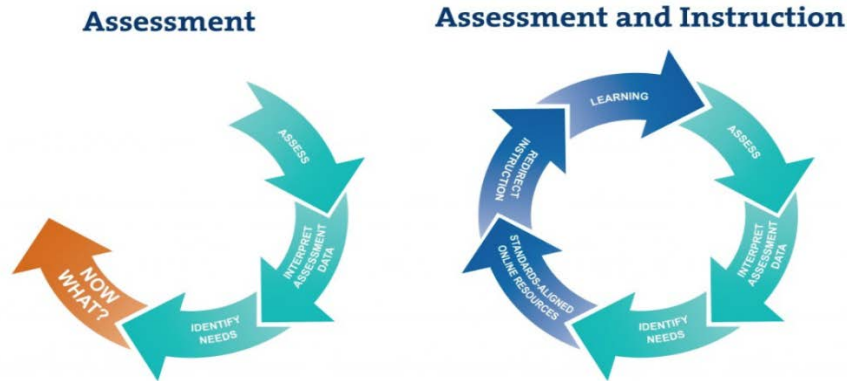 Assessment
ASSESS
INTERPRET
ASSESSMENT
DATA
IDENTIFY
NEEDS
NOW
WHAT?
Assessment and Instruction
LEARNING
ASSESS
INTERPRET
ASSESSMENT
DATA
IDENTIFY
NEEDS
STANDARDS-ALIGNED
ONLINE RESOURCES
REDIRECT
INSTRUCTION